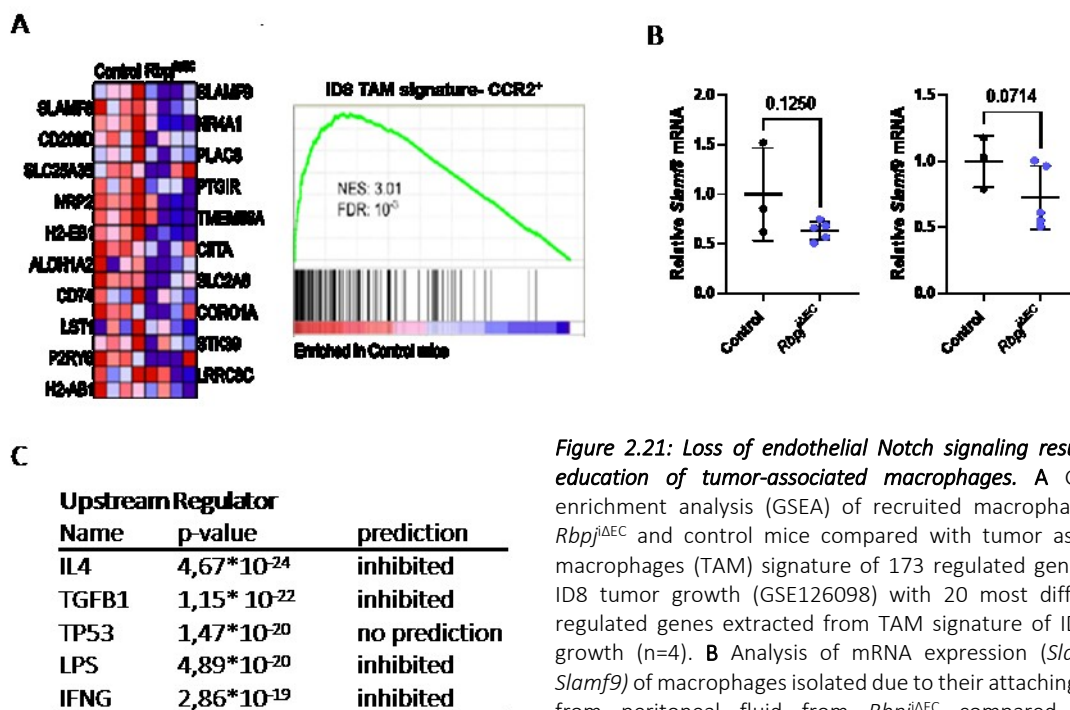 A
Control Rbpj^iΔEC
SLAMF9
NR4A1
CD209D
PLAC8
SLC25A35
PTGIR
MRP2
H2-EB1
CIITA
ALDH1A2
SLC2A6
CD74
CORO1A
LST1
STK39
P2RY6
LRRC8C
H2-AB1
ID8 TAM signature- CCR2⁺
NES: 3.01
FDR: 10⁻³
Enriched in Control mice
B
2.0
1.5
1.0
0.5
0.0
0.1250
Control
Rbpj^iΔEC
Relative Slamf9 mRNA
1.5
1.0
0.5
0.0
0.0714
Control
Rbpj^iΔEC
C
Upstream Regulator
Name p-value prediction
IL4 4,67*10⁻²⁴ inhibited
TGFB1 1,15* 10⁻²² inhibited
TP53 1,47*10⁻²⁰ no prediction
LPS 4,89*10⁻²⁰ inhibited
IFNG 2,86*10⁻¹⁹ inhibited
Figure 2.21: Loss of endothelial Notch signaling resu
education of tumor-associated macrophages. A
enrichment analysis (GSEA) of recruited macropha
Rbpj^iΔEC and control mice compared with tumor as
macrophages (TAM) signature of 173 regulated gen
ID8 tumor growth (GSE126098) with 20 most diff
regulated genes extracted from TAM signature of ID
growth (n=4). B Analysis of mRNA expression (Sla
Slamf9) of macrophages isolated due to their attaching
from peritoneal fluid from Rbpj^iΔEC compared